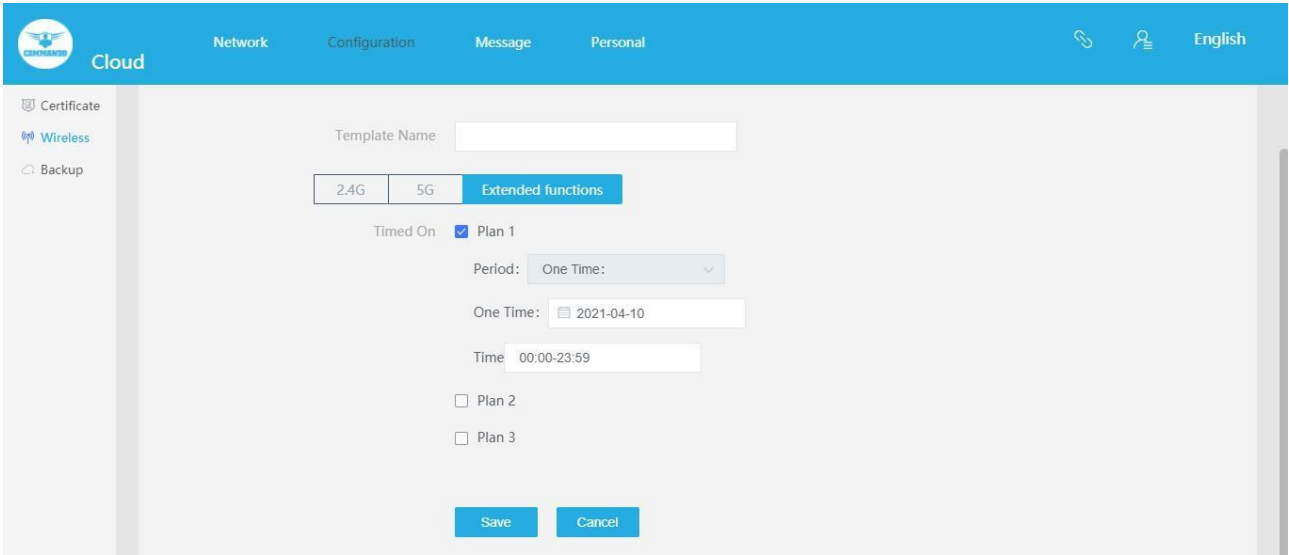 COMMANDO
Cloud
Network Configuration Message Personal English
Certificate
Wireless
Backup
Template Name
2.4G 5G Extended functions
Timed On Plan 1
Period: One Time:
One Time: 2021-04-10
Time 00:00-23:59
Plan 2
Plan 3
Save Cancel